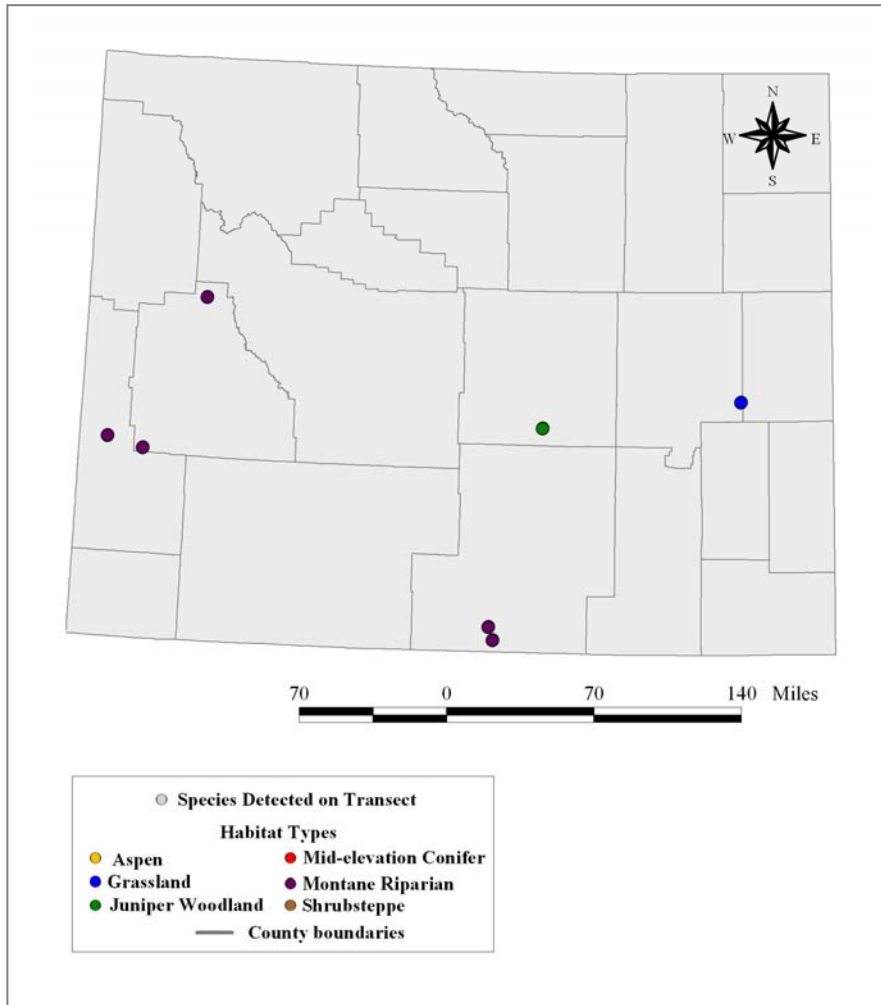 N
W E
S
70 0 70 140 Miles
Species Detected on Transect
Habitat Types
Aspen Mid-elevation Conifer
Grassland Montane Riparian
Juniper Woodland Shrubsteppe
County boundaries